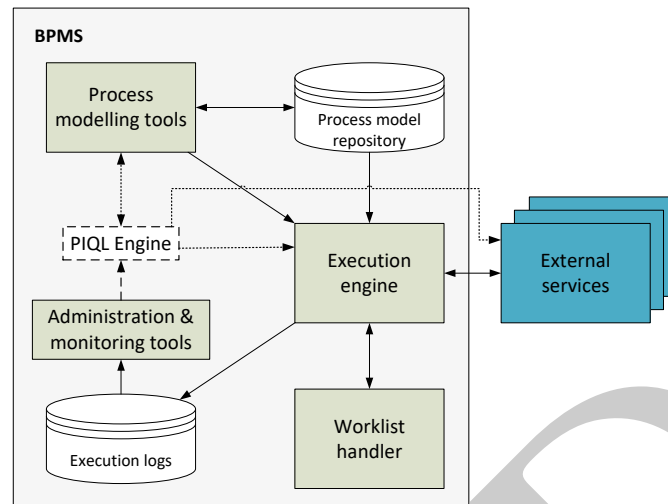 BPMS
Process
modelling tools
Process model
repository
PIQL Engine
Execution
engine
External
services
Administration &
monitoring tools
Execution logs
Worklist
handler